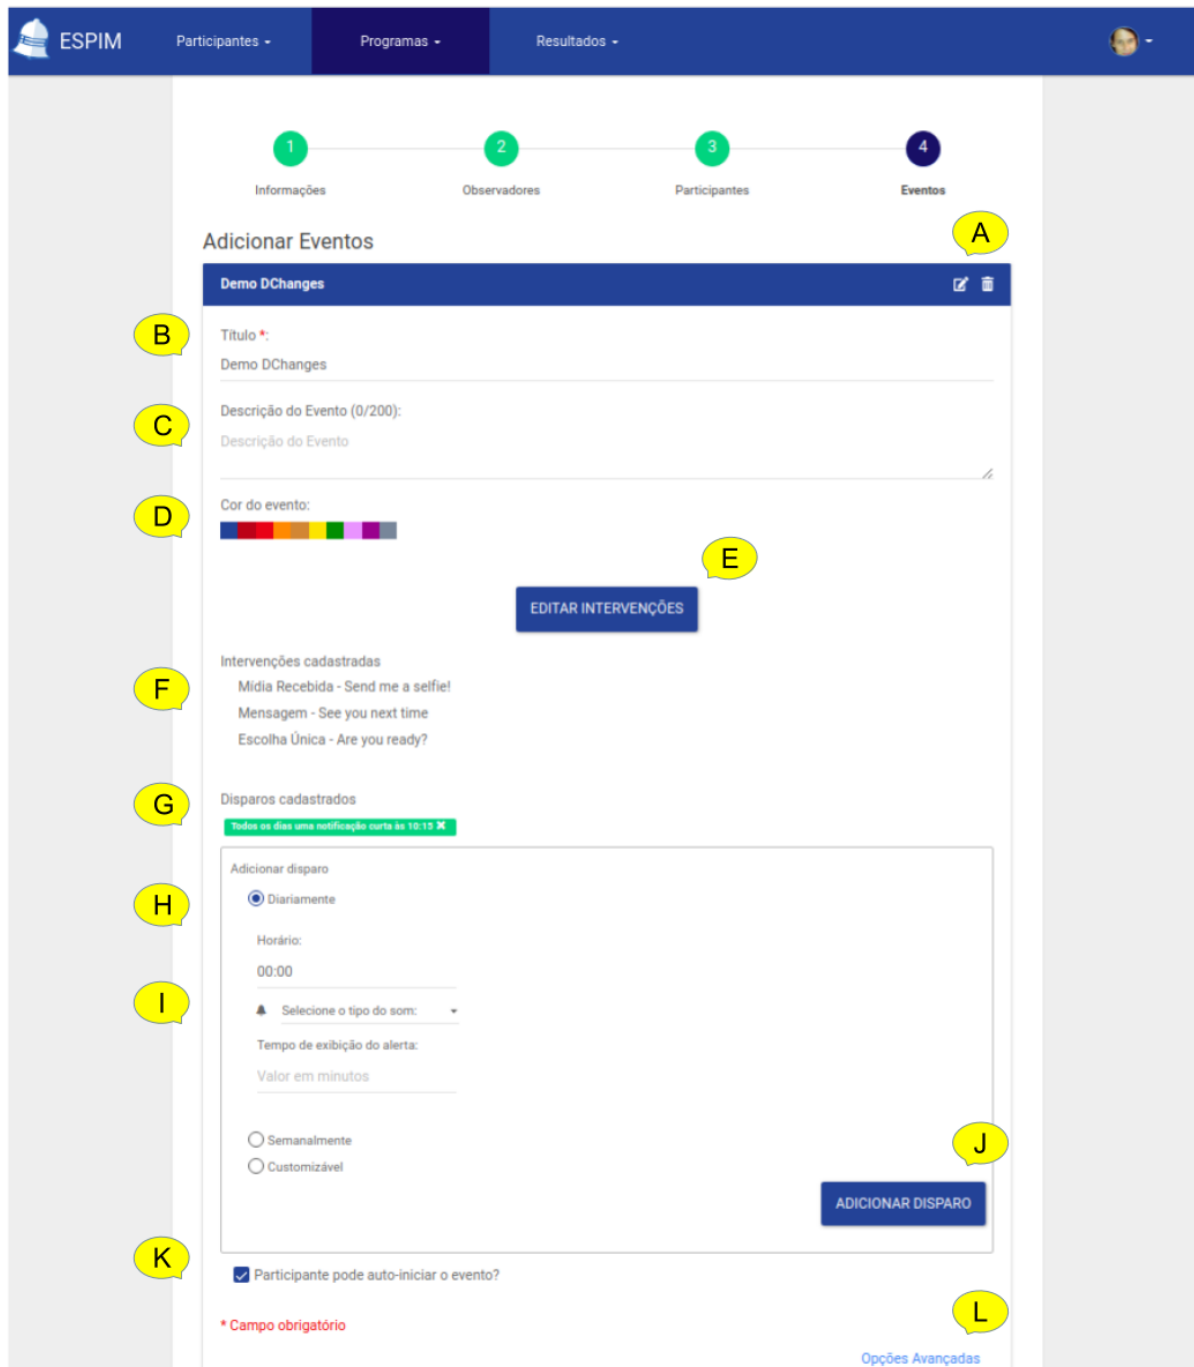 ESPIM Participantes Programas Resultados
1 2 3 4
Informações Observadores Participantes Eventos
A
Adicionar Eventos
Demo DChanges
B
Título *:
Demo DChanges
C
Descrição do Evento (0/200):
Descrição do Evento
D
Cor do evento:
E
EDITAR INTERVENÇÕES
Intervenções cadastradas
F
Mídia Recebida - Send me a selfie!
Mensagem - See you next time
Escolha Única - Are you ready?
G
Disparos cadastrados
Todos os dias uma notificação curta às 10:15 ✖
Adicionar disparo
H
Diariamente
Horário:
00:00
I
Selecione o tipo do som:
Tempo de exibição do alerta:
Valor em minutos
Semanalmente
J
Customizável
ADICIONAR DISPARO
K
Participante pode auto-iniciar o evento?
L
* Campo obrigatório
Opções Avançadas